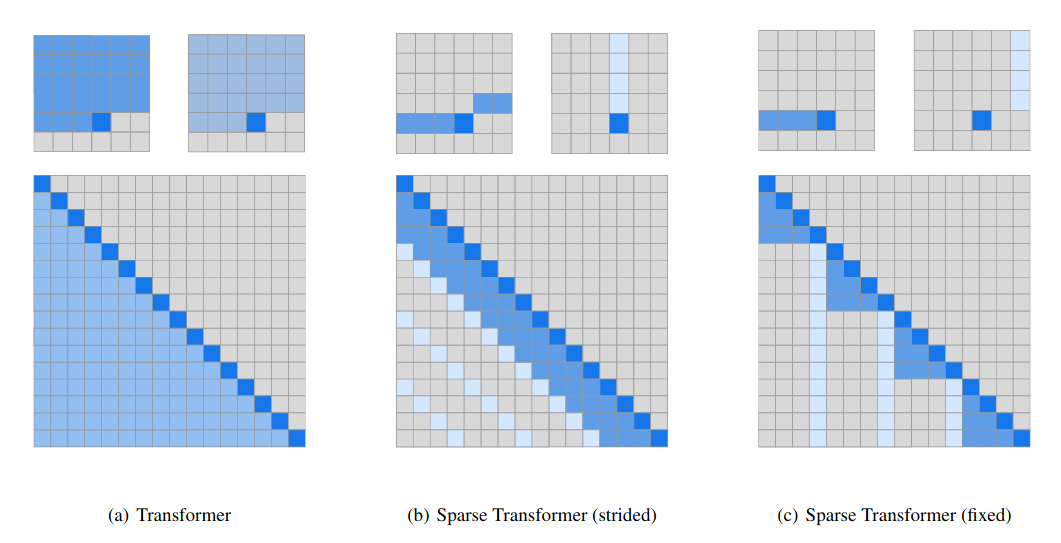 (a) Transformer
(b) Sparse Transformer (strided)
(c) Sparse Transformer (fixed)